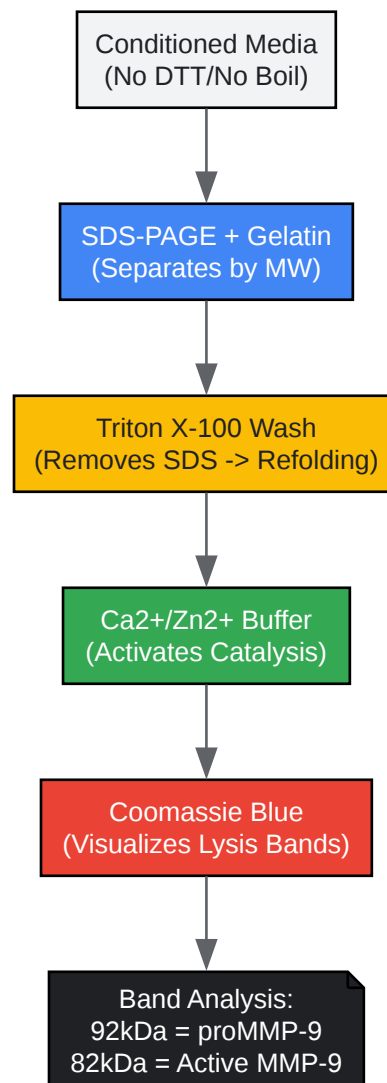 Conditioned Media
(No DTT/No Boil)
SDS-PAGE + Gelatin
(Separates by MW)
Triton X-100 Wash
(Removes SDS -> Refolding)
Ca2+/Zn2+ Buffer
(Activates Catalysis)
Coomassie Blue
(Visualizes Lysis Bands)
Band Analysis:
92kDa = proMMP-9
82kDa = Active MMP-9